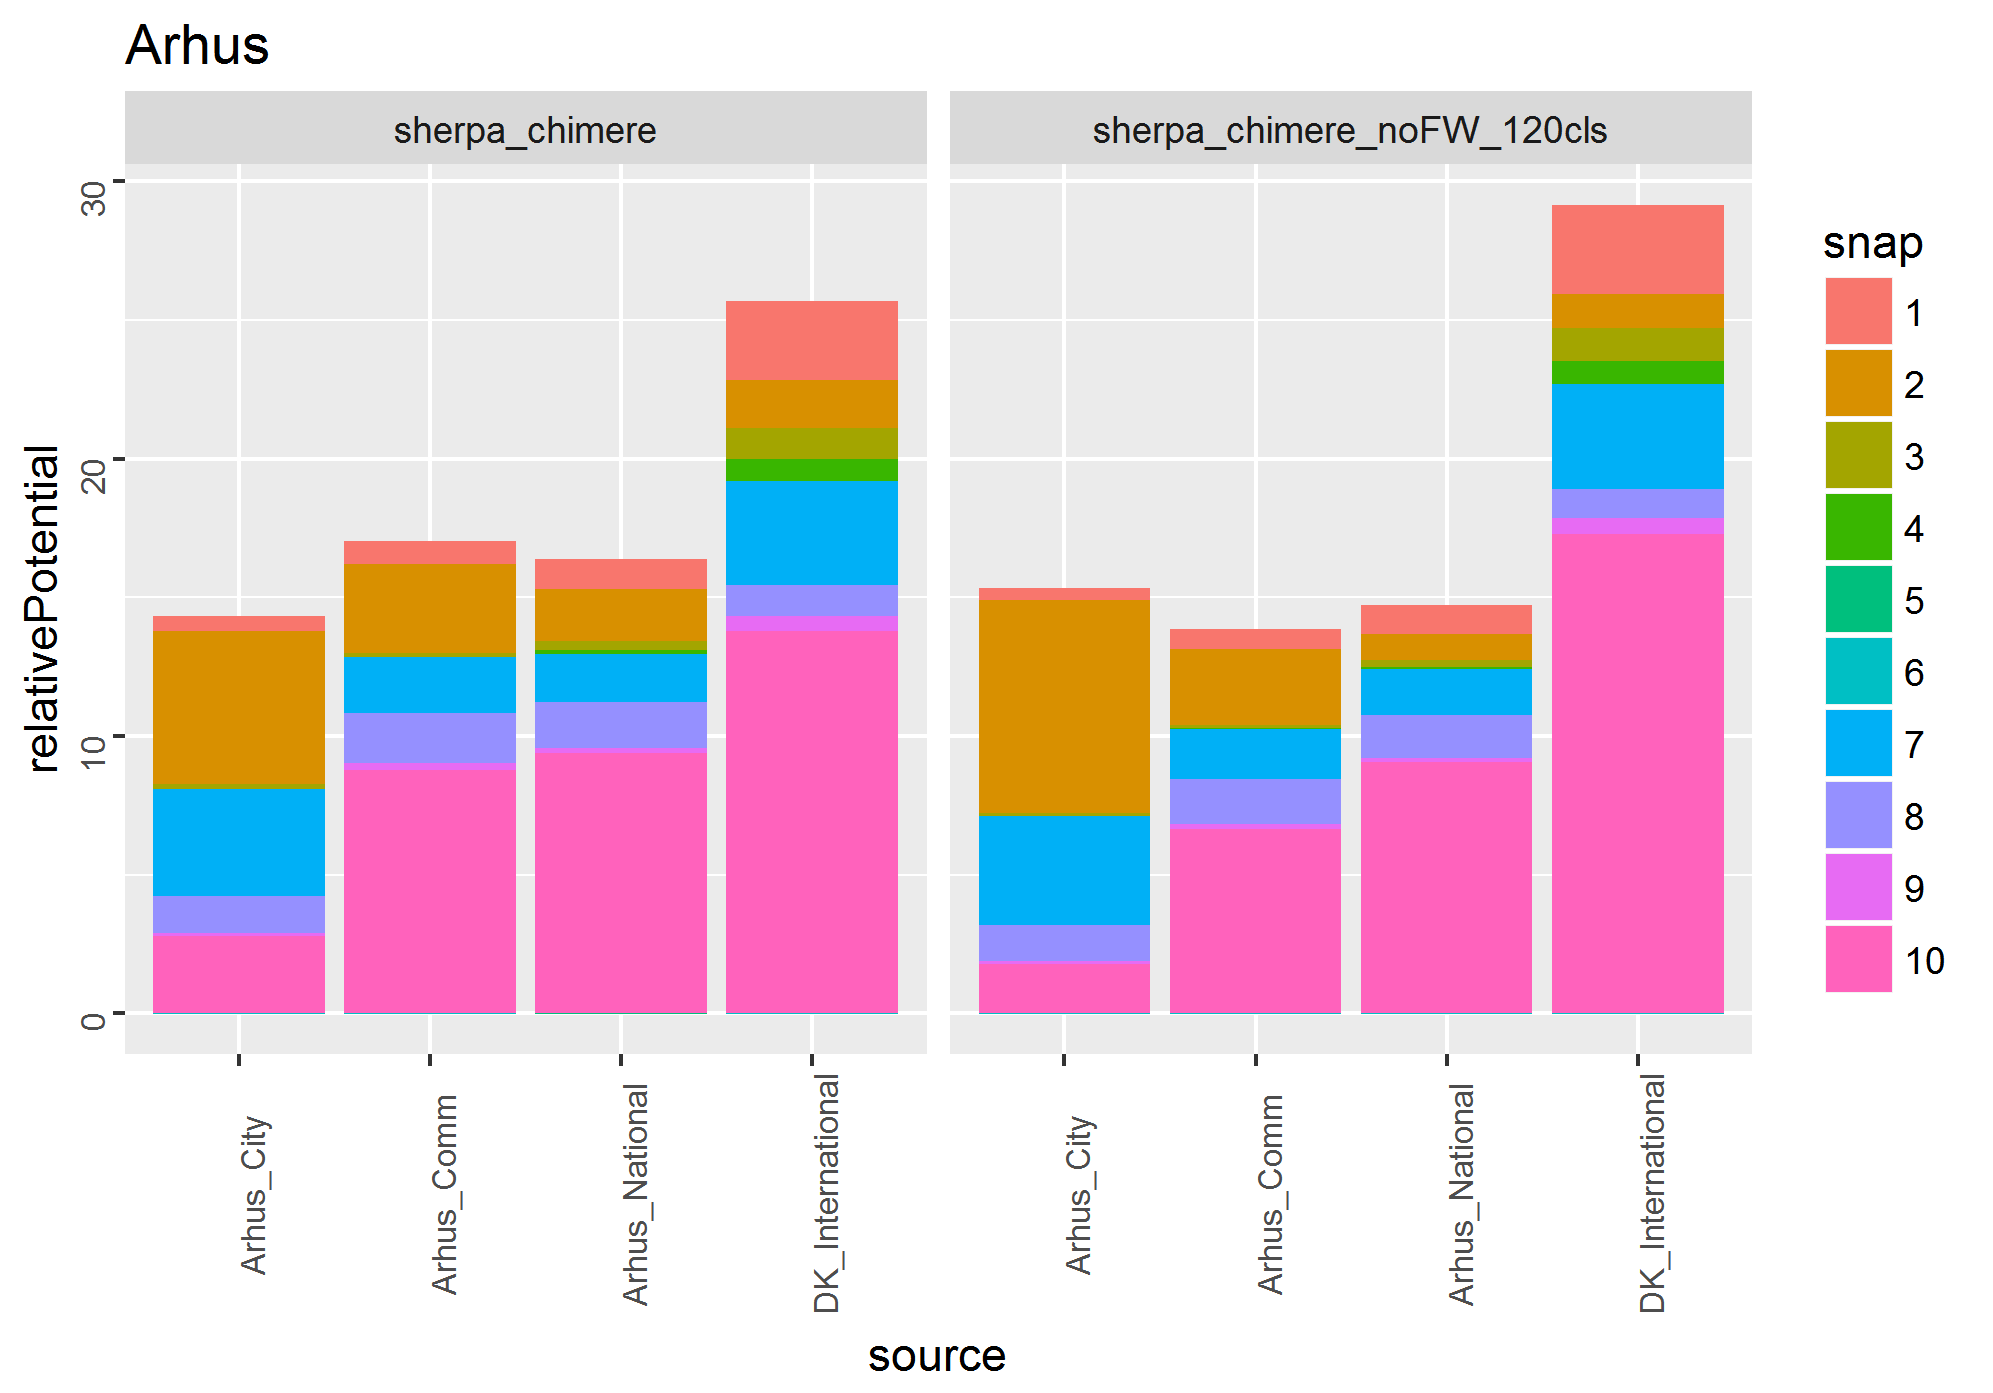 Arhus
sherpa_chimere
sherpa_chimere_noFW_120cls
relativePotential
30
20
10
0
Arhus_City
Arhus_Comm
Arhus_National
DK_International
Arhus_City
Arhus_Comm
Arhus_National
DK_International
source
snap
1
2
3
4
5
6
7
8
9
10